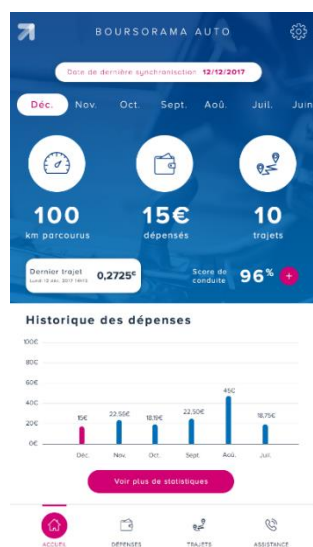 BOURSORAMA AUTO
Date de dernière synchronisation 12/12/2017
Déc. Nov. Oct. Sept. Aoû. Juil. Juin
100 15€ 10
km parcourus dépensés trajets
Dernier trajet 0,2725€ Score de conduite 96% +
Historique des dépenses
100€
80€
60€
40€
20€
0€
15€ 22.50€ 18,19€ 22,50€ 45€ 18,75€
Déc. Nov. Oct. Sept. Aoû. Juil.
Voir plus de statistiques
ACCUEIL DÉPENSES TRAJETS ASSISTANCE